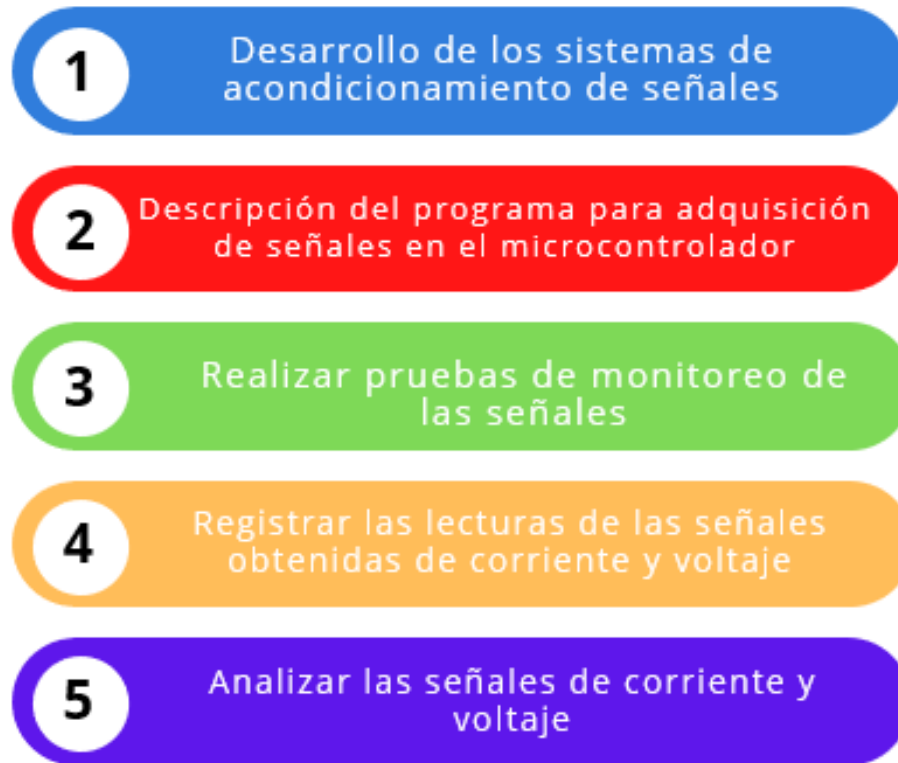 1
Desarrollo de los sistemas de
acondicionamiento de señales
2
Descripción del programa para adquisición
de señales en el microcontrolador
3
Realizar pruebas de monitoreo de
las señales
4
Registrar las lecturas de las señales
obtenidas de corriente y voltaje
5
Analizar las señales de corriente y
voltaje